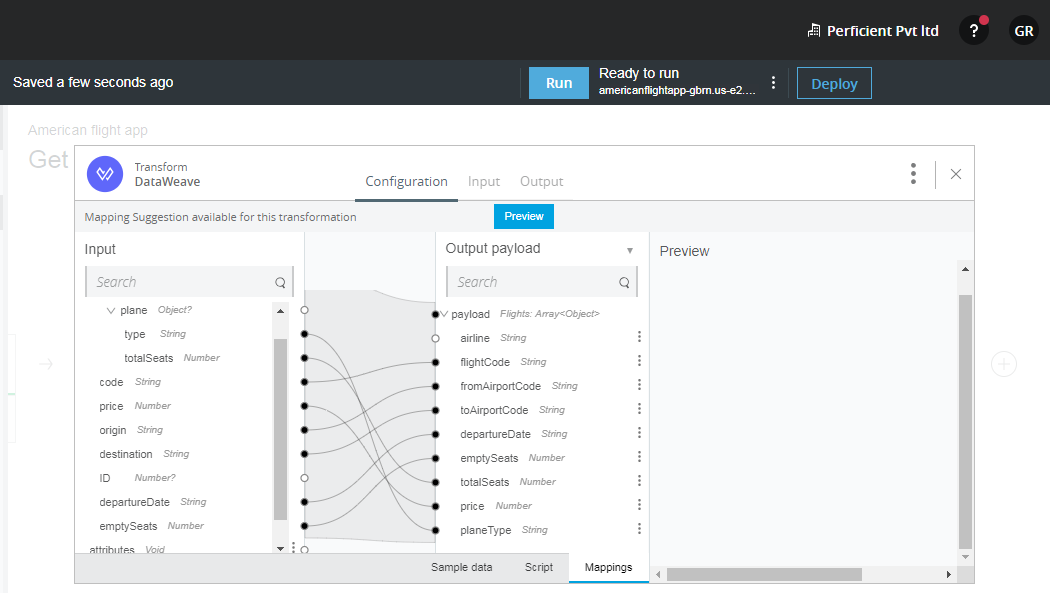 Perficient Pvt ltd
?
GR
Saved a few seconds ago
Run
Ready to run
americanflightapp-gbrn.us-e2....
Deploy
American flight app
Get
Transform
DataWeave
Configuration
Input
Output
Mapping Suggestion available for this transformation
Preview
Input
Search
plane Object?
type String
totalSeats Number
code String
price Number
origin String
destination String
ID Number?
departureDate String
emptySeats Number
attributes Void
Output payload
Search
payload Flights: Array<Object>
airline String
flightCode String
fromAirportCode String
toAirportCode String
departureDate String
emptySeats Number
totalSeats Number
price Number
planeType String
Preview
Sample data
Script
Mappings